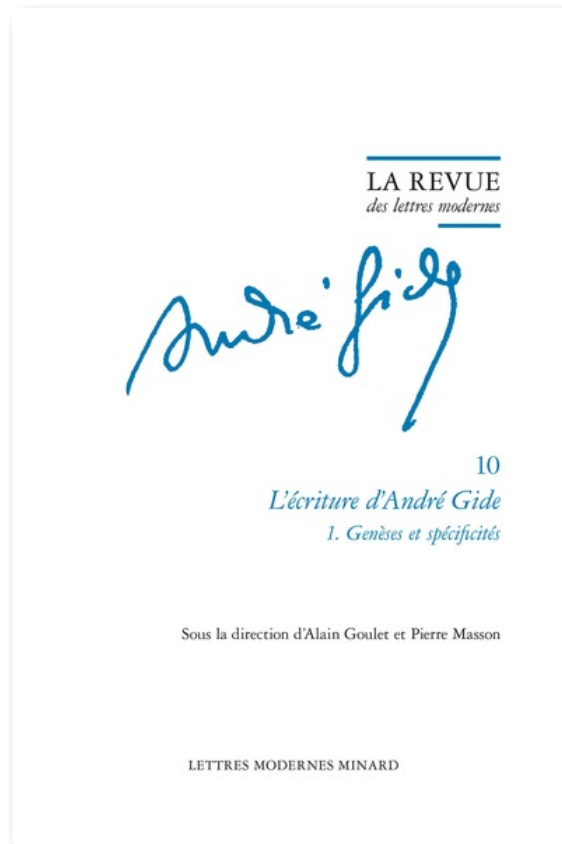 LA REVUE
des lettres modernes
André Gide
10
L'écriture d'André Gide
1. Genèses et spécificités
Sous la direction d'Alain Goulet et Pierre Masson
LETTRES MODERNES MINARD